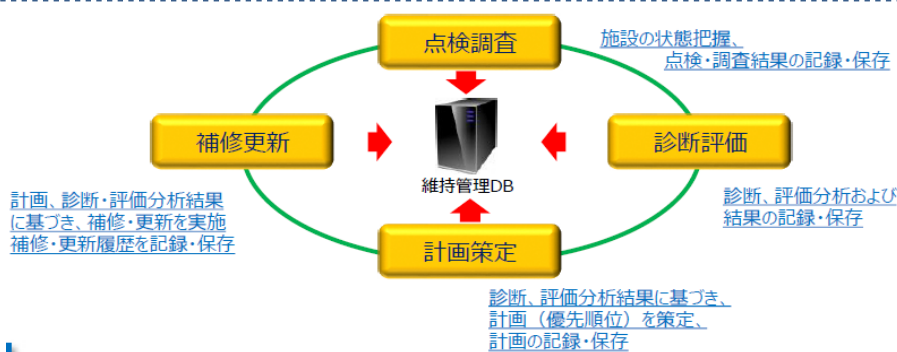 点検調査
施設の状態把握、
点検・調査結果の記録・保存
補修更新
診断評価
維持管理DB
計画、診断・評価分析結果
に基づき、補修・更新を実施
補修・更新履歴を記録・保存
診断、評価分析および
結果の記録・保存
計画策定
診断、評価分析結果に基づき、
計画（優先順位）を策定、
計画の記録・保存